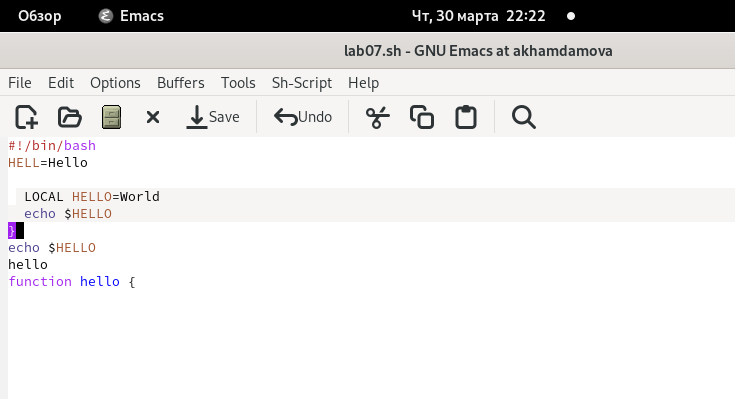 Обзор Emacs Чт, 30 марта 22:22
lab07.sh - GNU Emacs at akhamdamova
File Edit Options Buffers Tools Sh-Script Help
Save Undo
#!/bin/bash
HELL=Hello
LOCAL HELLO=World
echo $HELLO
}
echo $HELLO
hello
function hello {